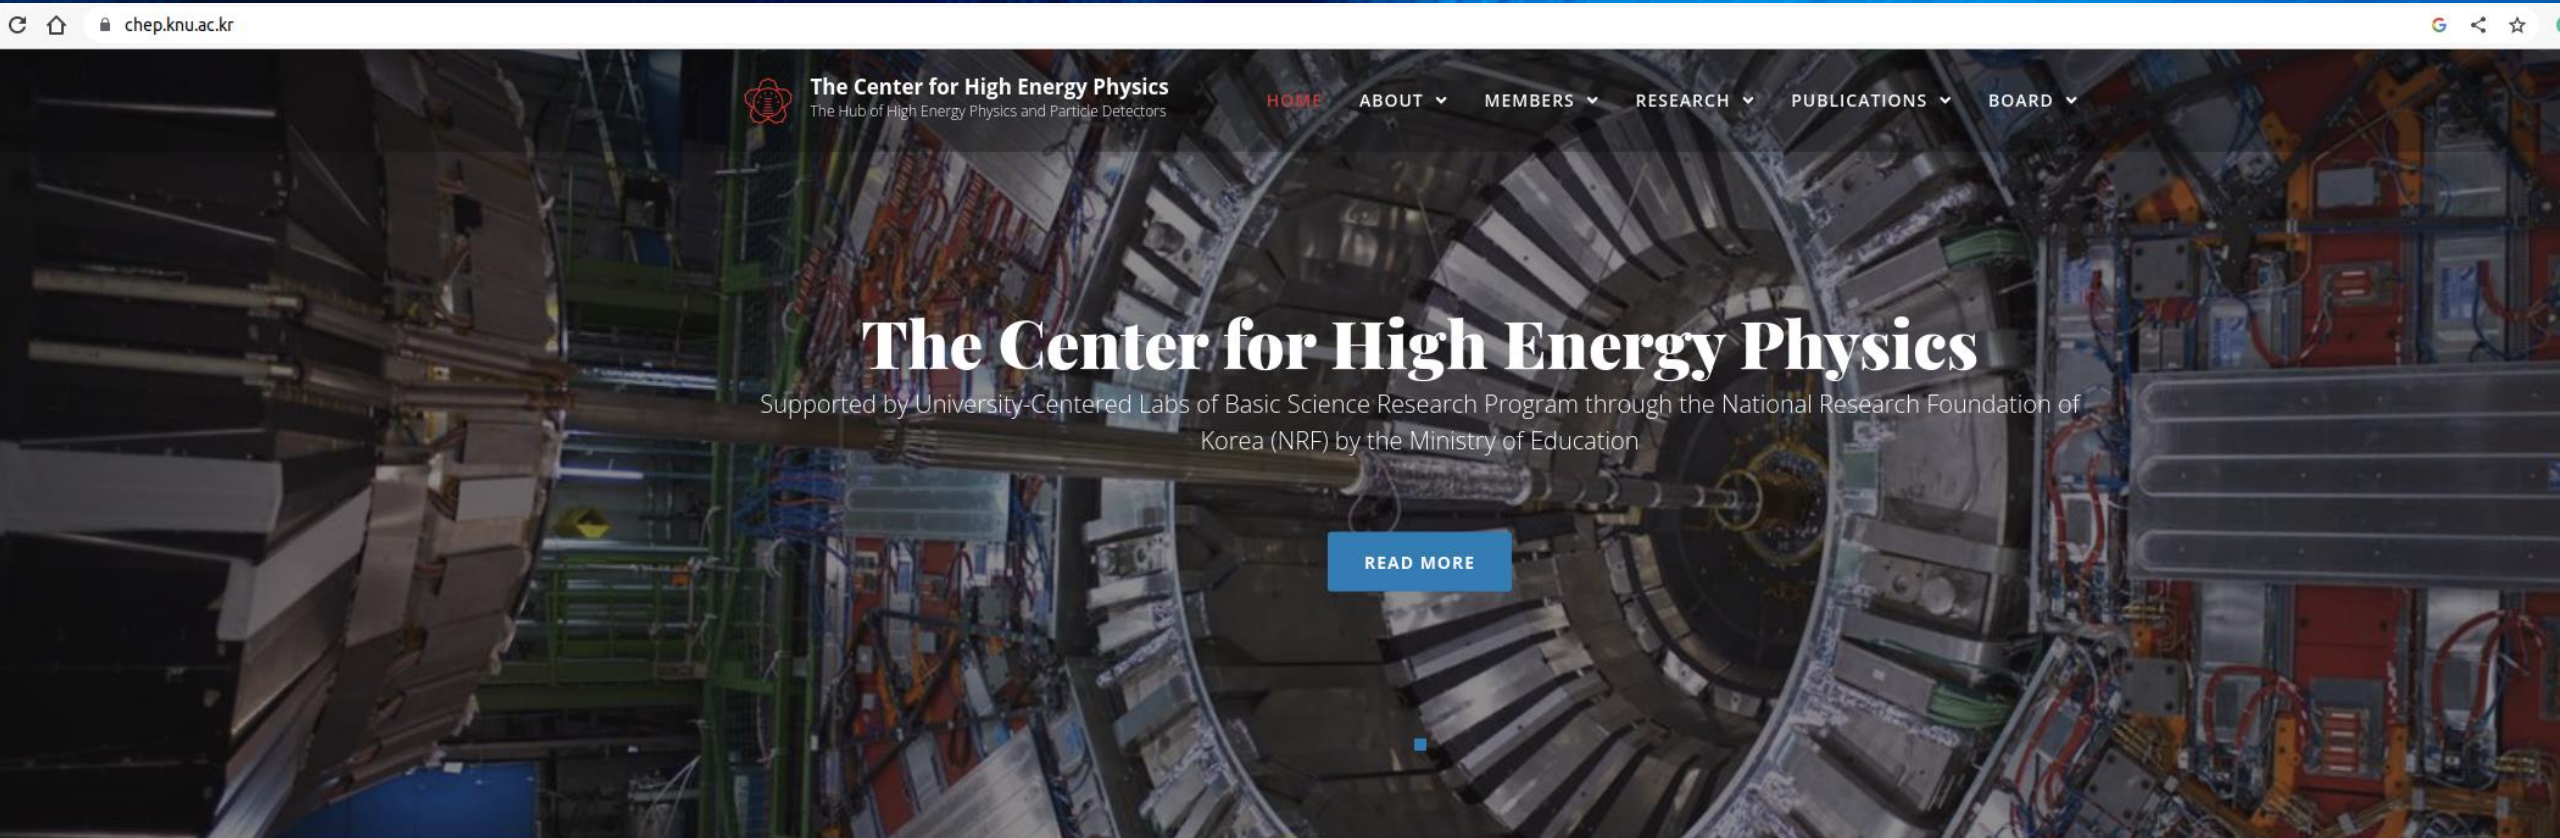 chep.knu.ac.kr
The Center for High Energy Physics
The Hub of High Energy Physics and Particle Detectors
HOME ABOUT MEMBERS RESEARCH PUBLICATIONS BOARD
The Center for High Energy Physics
Supported by University-Centered Labs of Basic Science Research Program through the National Research Foundation of
Korea (NRF) by the Ministry of Education
READ MORE